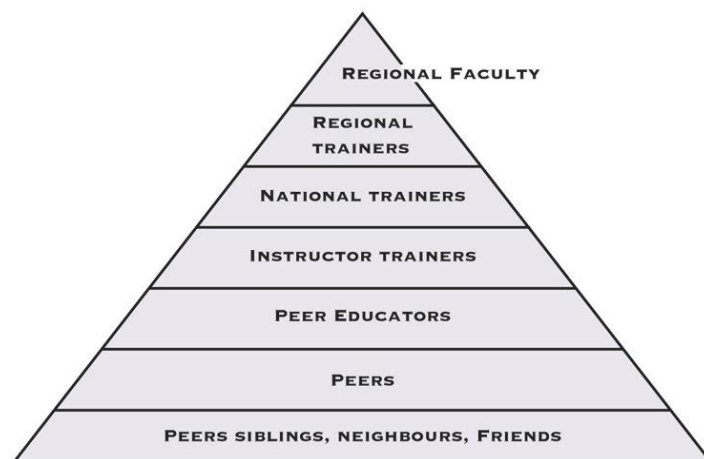 Regional Faculty
Regional
trainers
National trainers
Instructor trainers
Peer Educators
Peers
Peers siblings, neighbours, Friends